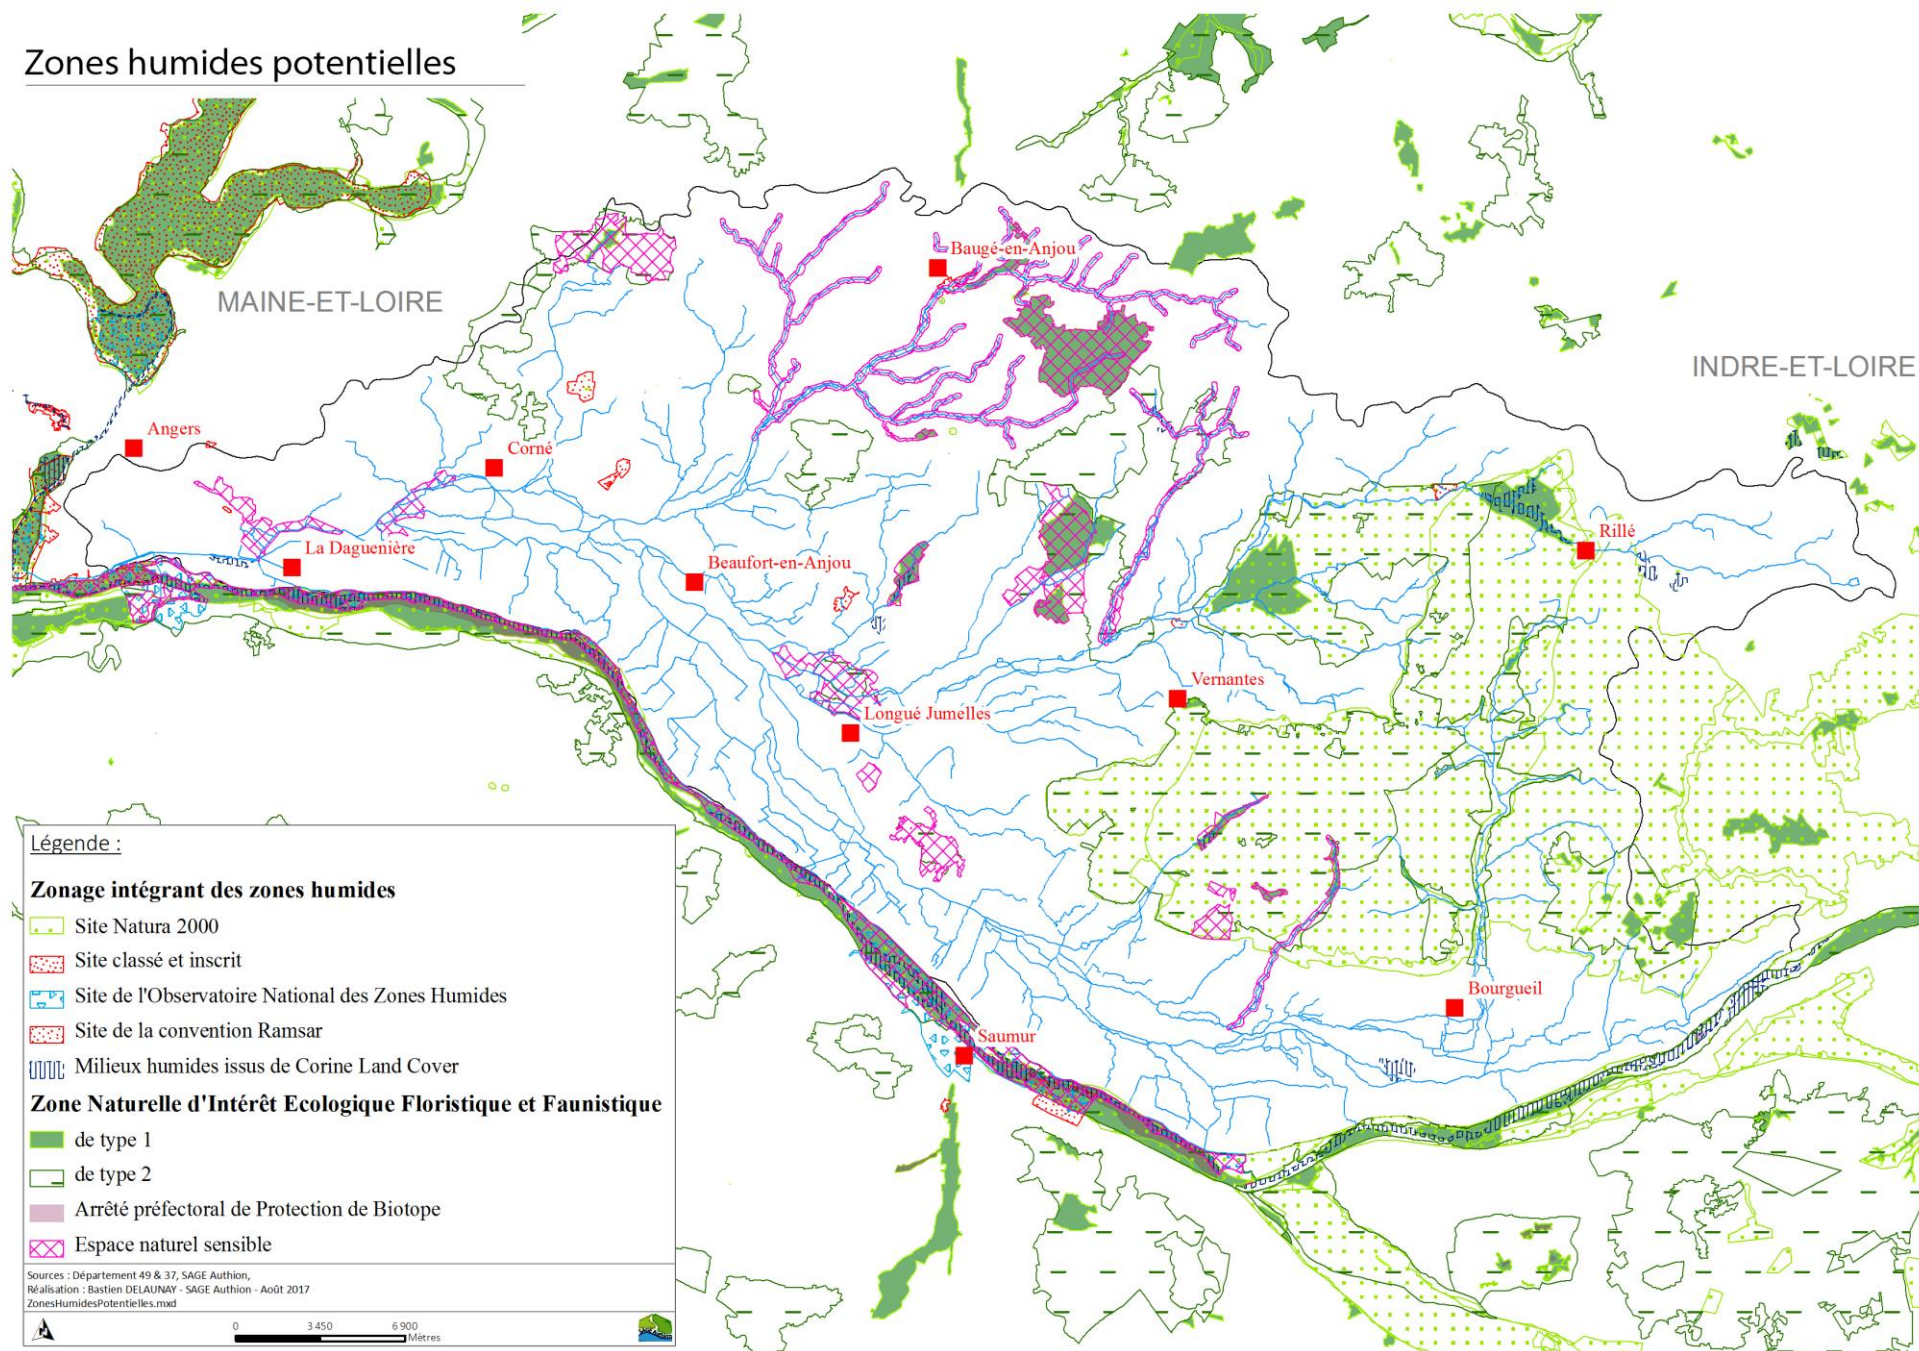 Zones humides potentielles
MAINE-ET-LOIRE
INDRE-ET-LOIRE
Baugé-en-Anjou
Angers
Corné
La Daguenière
Beaufort-en-Anjou
Rillé
Vernantes
Longué Jumelles
Bourgueil
Saumur
Légende :
Zonage intégrant des zones humides
Site Natura 2000
Site classé et inscrit
Site de l'Observatoire National des Zones Humides
Site de la convention Ramsar
Milieux humides issus de Corine Land Cover
Zone Naturelle d'Intérêt Ecologique Floristique et Faunistique
de type 1
de type 2
Arrêté préfectoral de Protection de Biotope
Espace naturel sensible
Sources : Département 49 & 37, SAGE Authion,
Réalisation : Bastien DELAUNAY - SAGE Authion - Août 2017
ZonesHumidesPotentielles.mxd
0 3 450 6 900
Mètres